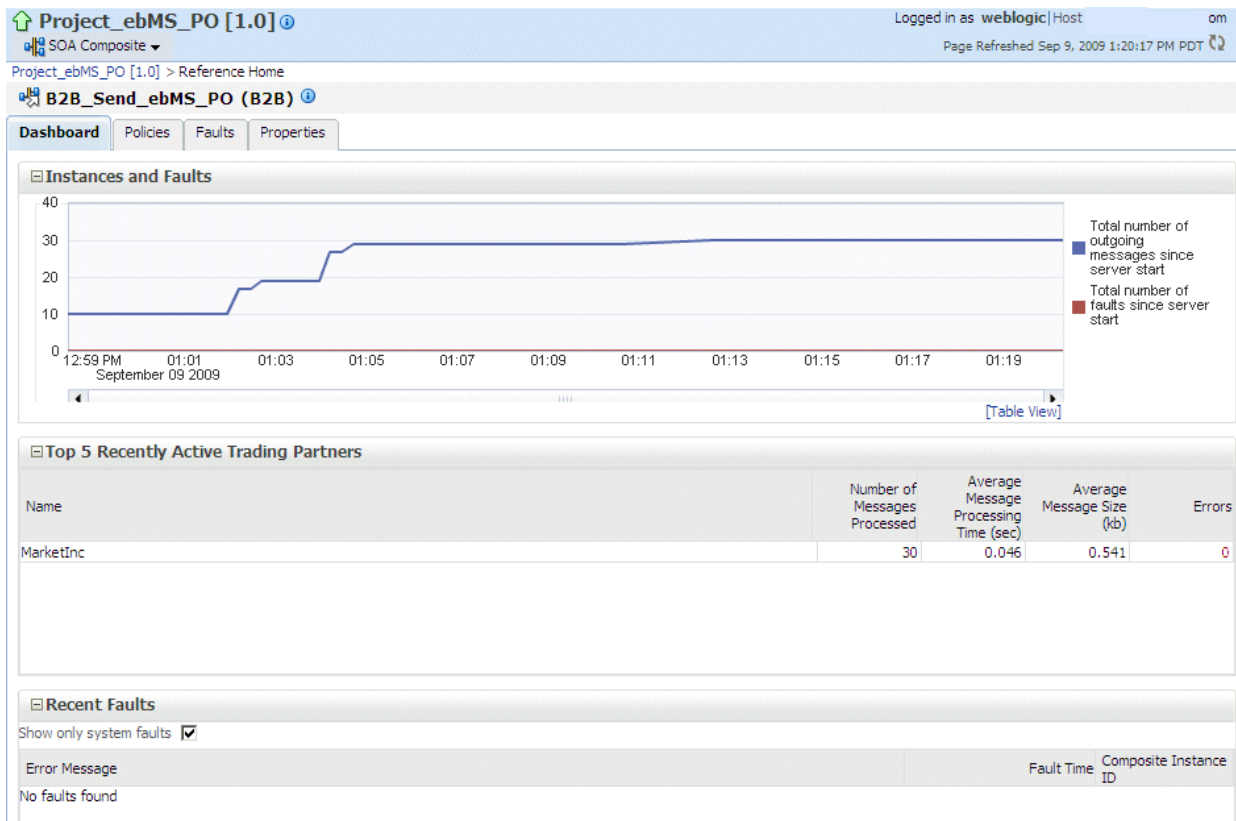 Project_ebMS_PO [1.0]
Logged in as weblogic|Host om
SOA Composite
Page Refreshed Sep 9, 2009 1:20:17 PM PDT
Project_ebMS_PO [1.0] > Reference Home
B2B_Send_ebMS_PO (B2B)
Dashboard Policies Faults Properties
Instances and Faults
40
30
20
10
0
12:59 PM 01:01 01:03 01:05 01:07 01:09 01:11 01:13 01:15 01:17 01:19
September 09 2009
Total number of
outgoing
messages since
server start
Total number of
faults since server
start
[Table View]
Top 5 Recently Active Trading Partners
Name
Number of
Messages
Processed
Average
Message
Processing
Time (sec)
Average
Message Size
(kb)
Errors
MarketInc 30 0.046 0.541 0
Recent Faults
Show only system faults
Error Message
Fault Time
Composite Instance
ID
No faults found